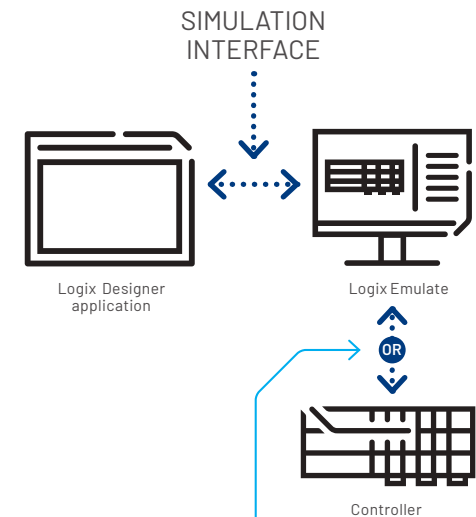 SIMULATION
INTERFACE
Logix Designer
application
Logix Emulate
OR
Controller